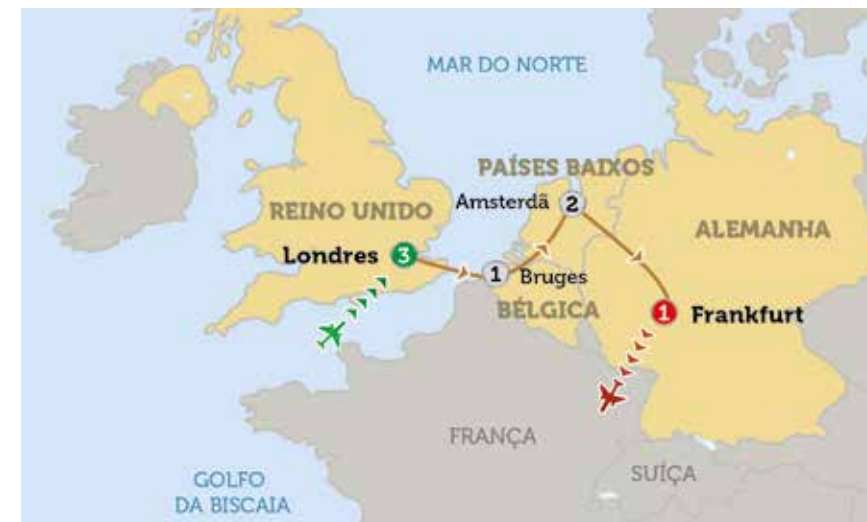 MAR DO NORTE
PAÍSES BAIXOS
Amsterdã 2
REINO UNIDO
ALEMANHA
Londres 3
1 Bruges
BÉLGICA
1 Frankfurt
FRANÇA
SUÍÇA
GOLFO
DA BISCAIA